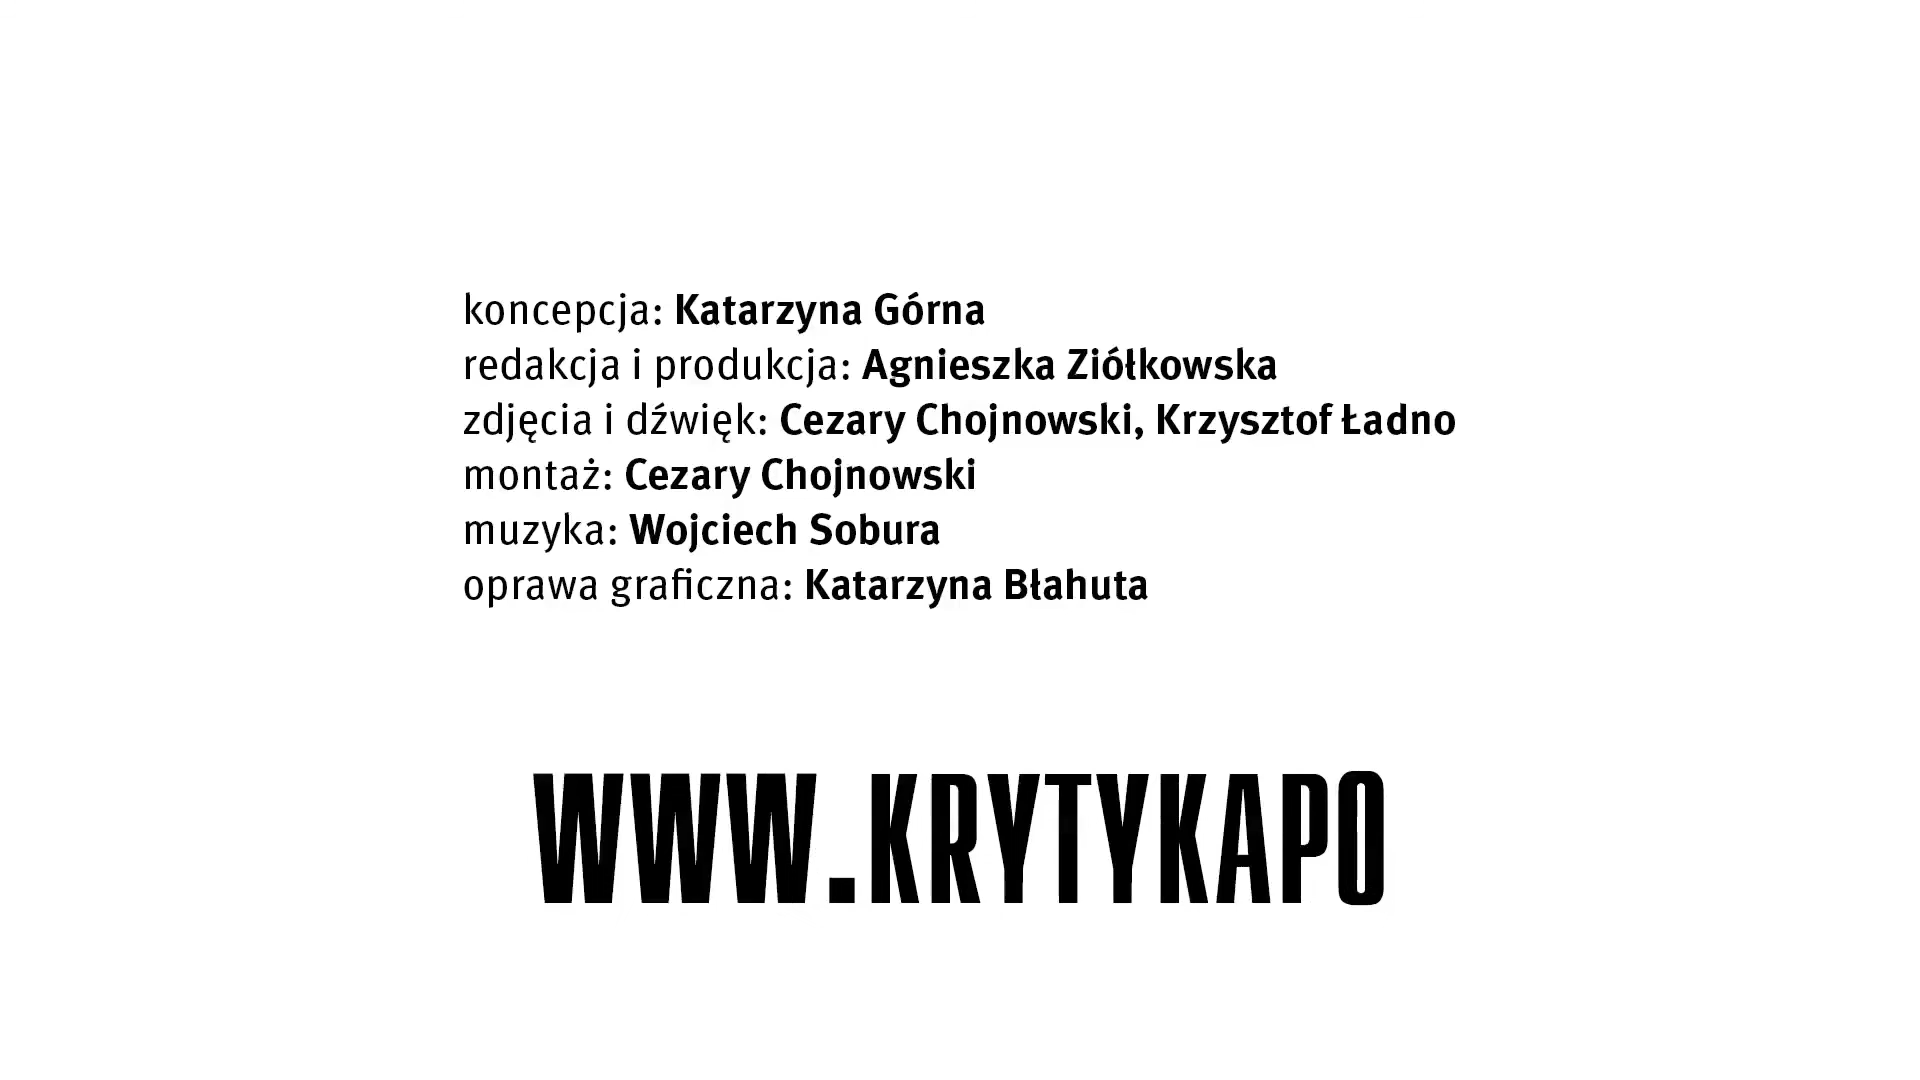 koncepcja: Katarzyna Górna
redakcja i produkcja: Agnieszka Ziółkowska
zdjęcia i dźwięk: Cezary Chojnowski, Krzysztof Ładno
montaż: Cezary Chojnowski
muzyka: Wojciech Sobura
oprawa graficzna: Katarzyna Błahuta
WWW.KRYTYKAPO